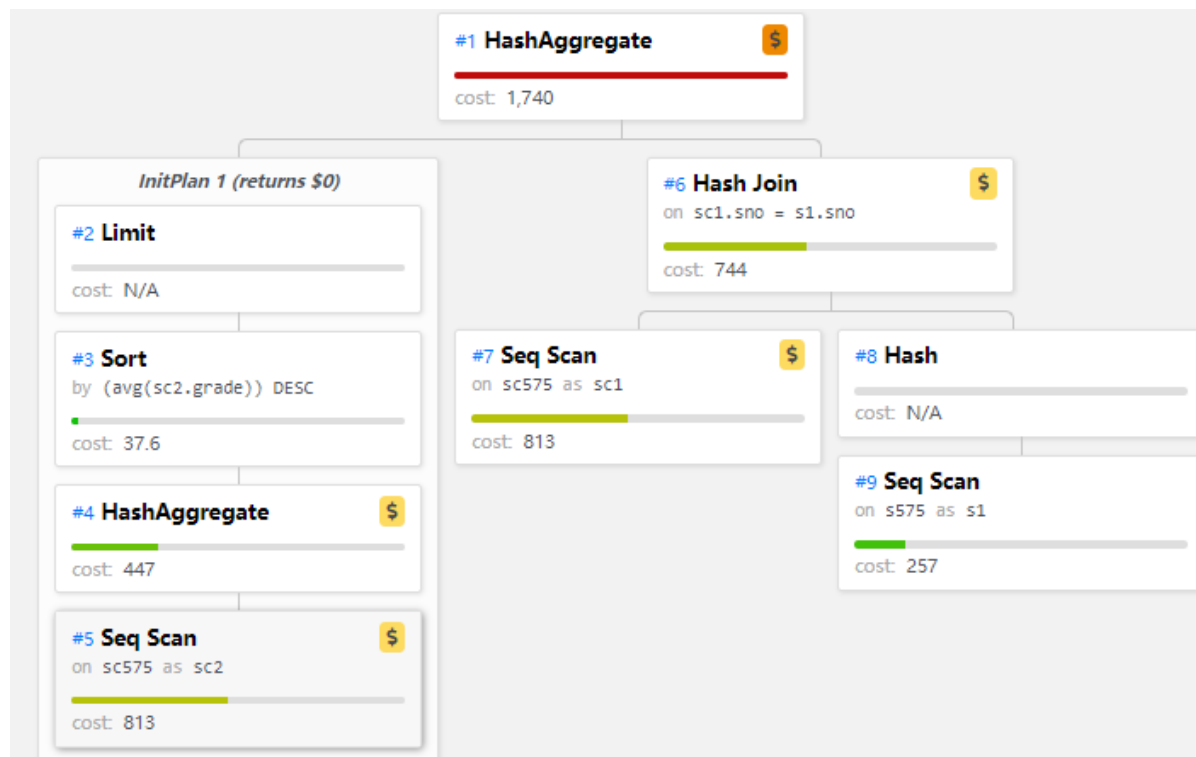 #1 HashAggregate $
cost: 1,740
InitPlan 1 (returns $0)
#2 Limit
cost: N/A
#3 Sort
by (avg(sc2.grade)) DESC
cost: 37.6
#4 HashAggregate $
cost: 447
#5 Seq Scan $
on sc575 as sc2
cost: 813
#6 Hash Join $
on sc1.sno = s1.sno
cost: 744
#7 Seq Scan $
on sc575 as sc1
cost: 813
#8 Hash
cost: N/A
#9 Seq Scan
on s575 as s1
cost: 257